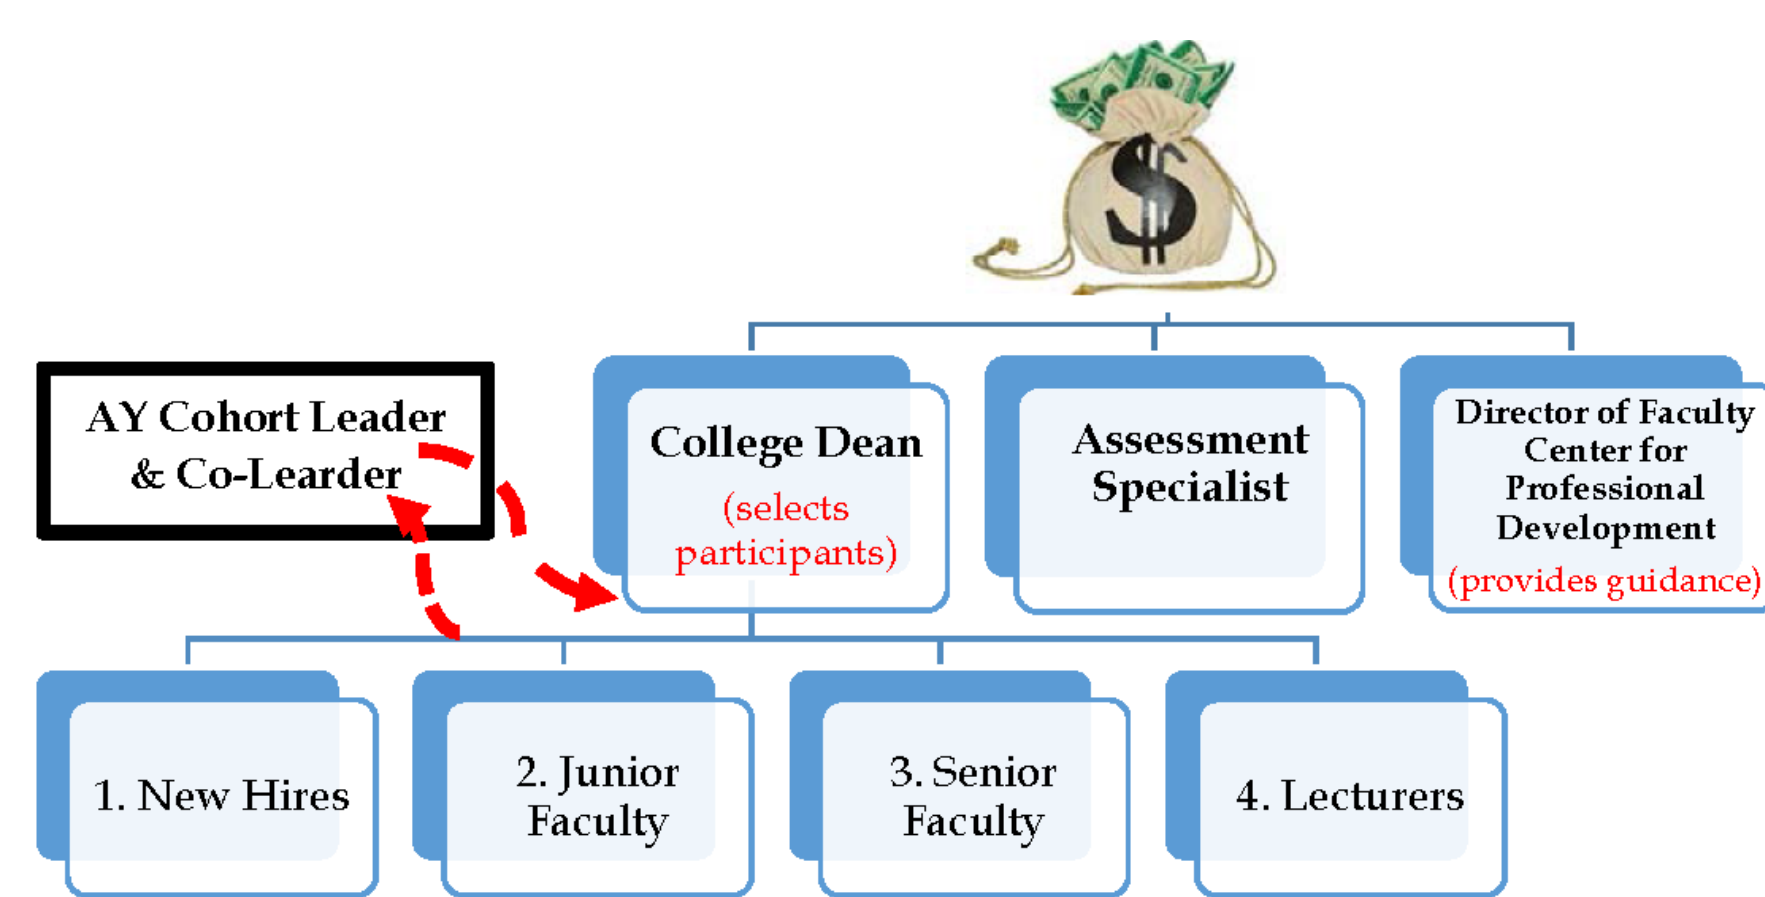 $
AY Cohort Leader
& Co-Learder
College Dean
(selects
participants)
Assessment
Specialist
Director of Faculty
Center for
Professional
Development
(provides guidance)
1. New Hires
2. Junior
Faculty
3. Senior
Faculty
4. Lecturers